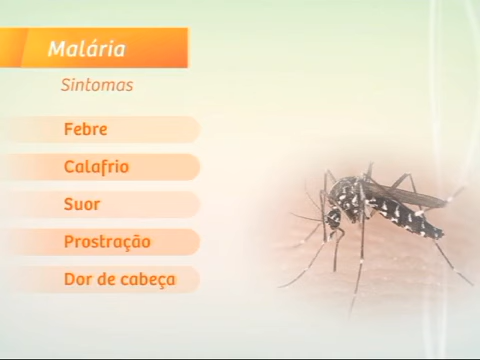 Malária
Sintomas
Febre
Calafrio
Suor
Prostração
Dor de cabeça